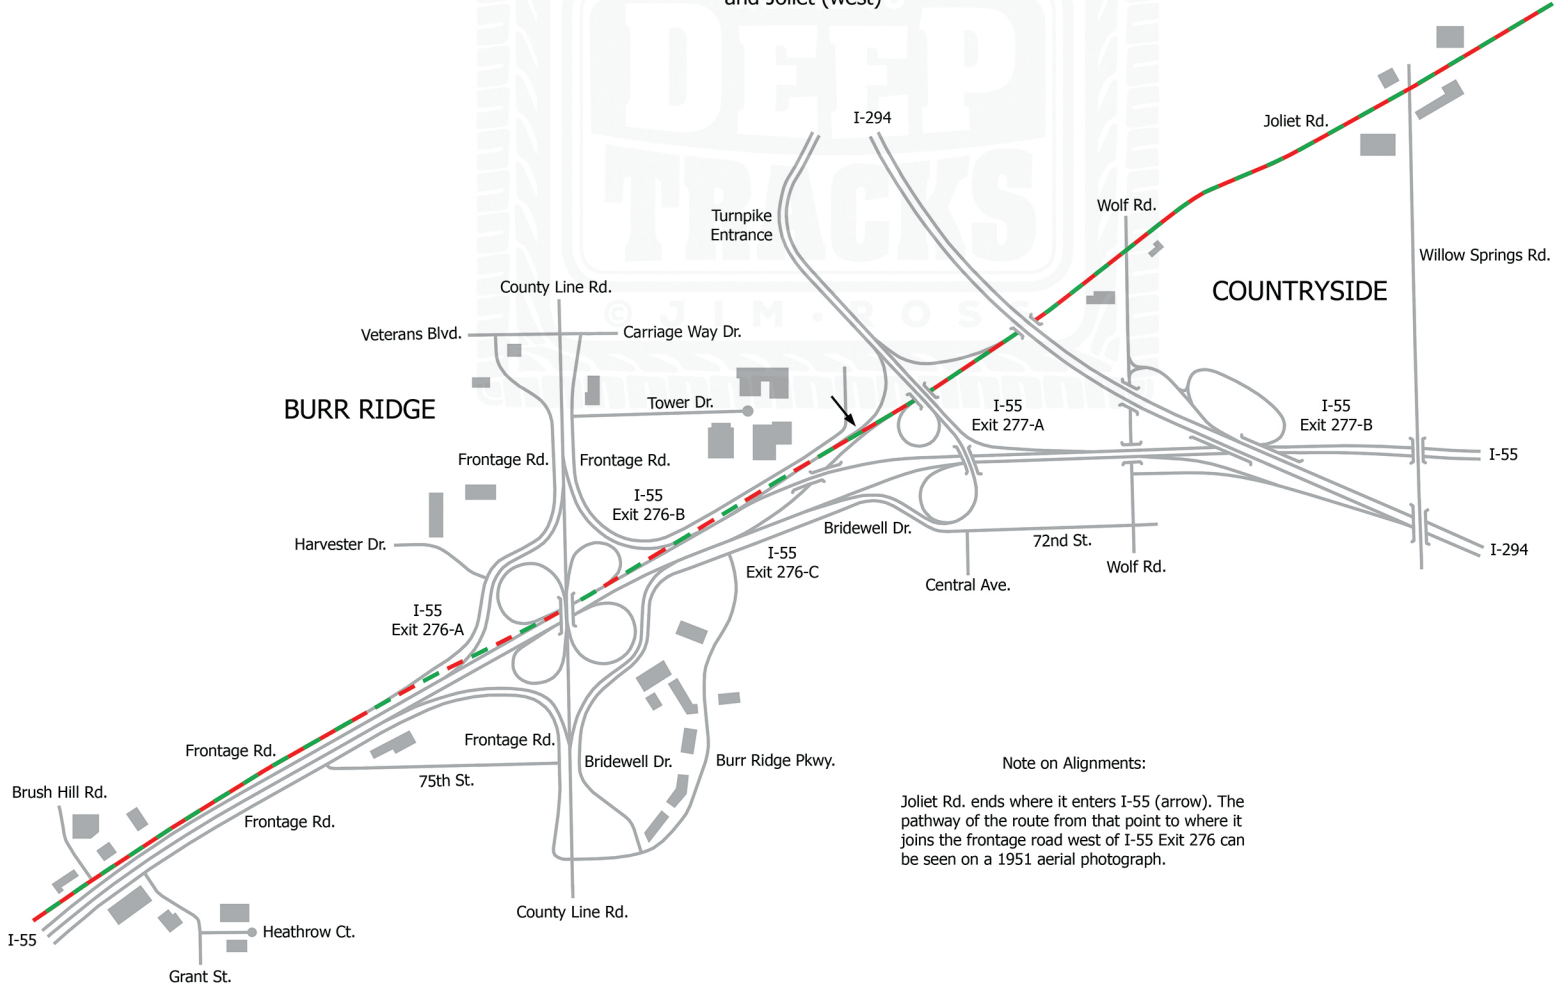 and Joliet (west)
DEEP
TRACKS
© JIM · ROSS
I-294
Joliet Rd.
Turnpike
Entrance
Wolf Rd.
Willow Springs Rd.
County Line Rd.
COUNTRYSIDE
Veterans Blvd.
Carriage Way Dr.
BURR RIDGE
Tower Dr.
I-55
Exit 277-A
I-55
Exit 277-B
Frontage Rd.
Frontage Rd.
I-55
I-55
Exit 276-B
Bridewell Dr.
72nd St.
Harvester Dr.
I-55
Exit 276-C
I-294
Central Ave.
Wolf Rd.
I-55
Exit 276-A
Frontage Rd.
Frontage Rd.
Bridewell Dr.
Burr Ridge Pkwy.
75th St.
Brush Hill Rd.
Frontage Rd.
Note on Alignments:
Joliet Rd. ends where it enters I-55 (arrow). The
pathway of the route from that point to where it
joins the frontage road west of I-55 Exit 276 can
be seen on a 1951 aerial photograph.
County Line Rd.
I-55
Heathrow Ct.
Grant St.